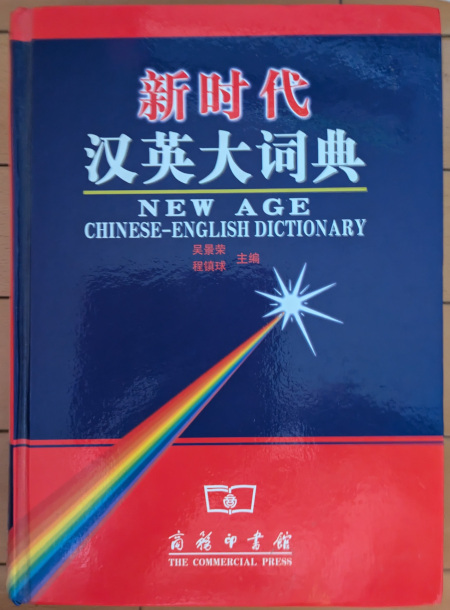 新时代
汉英大词典
NEW AGE
CHINESE-ENGLISH DICTIONARY
吴景荣
程镇球
主编
商務印書館
THE COMMERCIAL PRESS